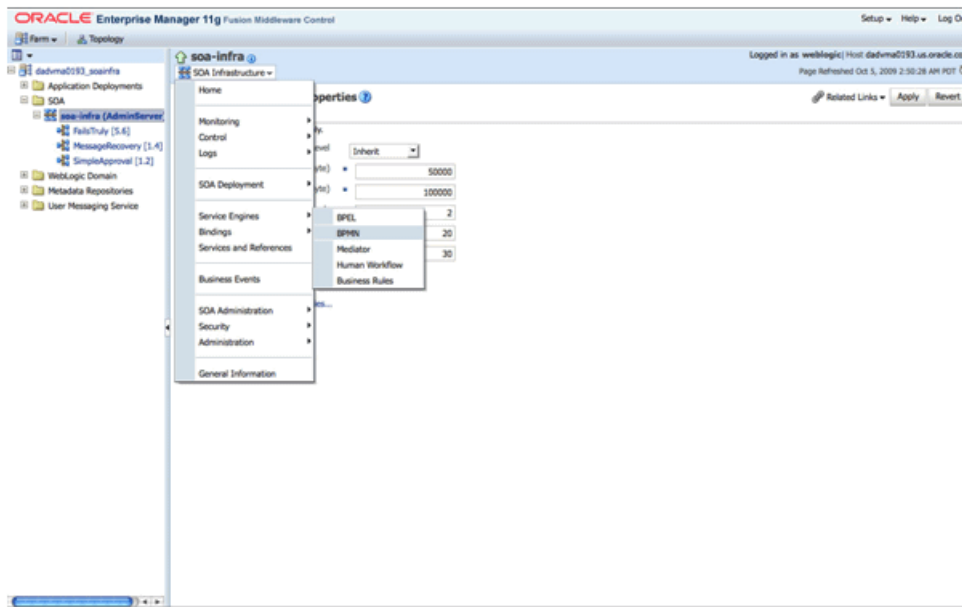 ORACLE Enterprise Manager 11g Fusion Middleware Control
Setup Help Log O
Farm Topology
soa-infra
Logged in as weblogic| Host dadvma0193.us.oracle.co
SOA Infrastructure
Page Refreshed Oct 5, 2009 2:50:28 AM PDT
dadvma0193_soainfra
Application Deployments
SOA
soa-infra (AdminServer
FailsTruly [5.6]
MessageRecovery [1.4]
SimpleApproval [1.2]
WebLogic Domain
Metadata Repositories
User Messaging Service
Home
Monitoring
Control
Logs
SOA Deployment
Service Engines
Bindings
Services and References
Business Events
SOA Administration
Security
Administration
General Information
operties
Related Links Apply Revert
ly.
evel Inherit
yte) * 50000
yte) * 100000
2
20
30
BPEL
BPMN
Mediator
Human Workflow
Business Rules
es...